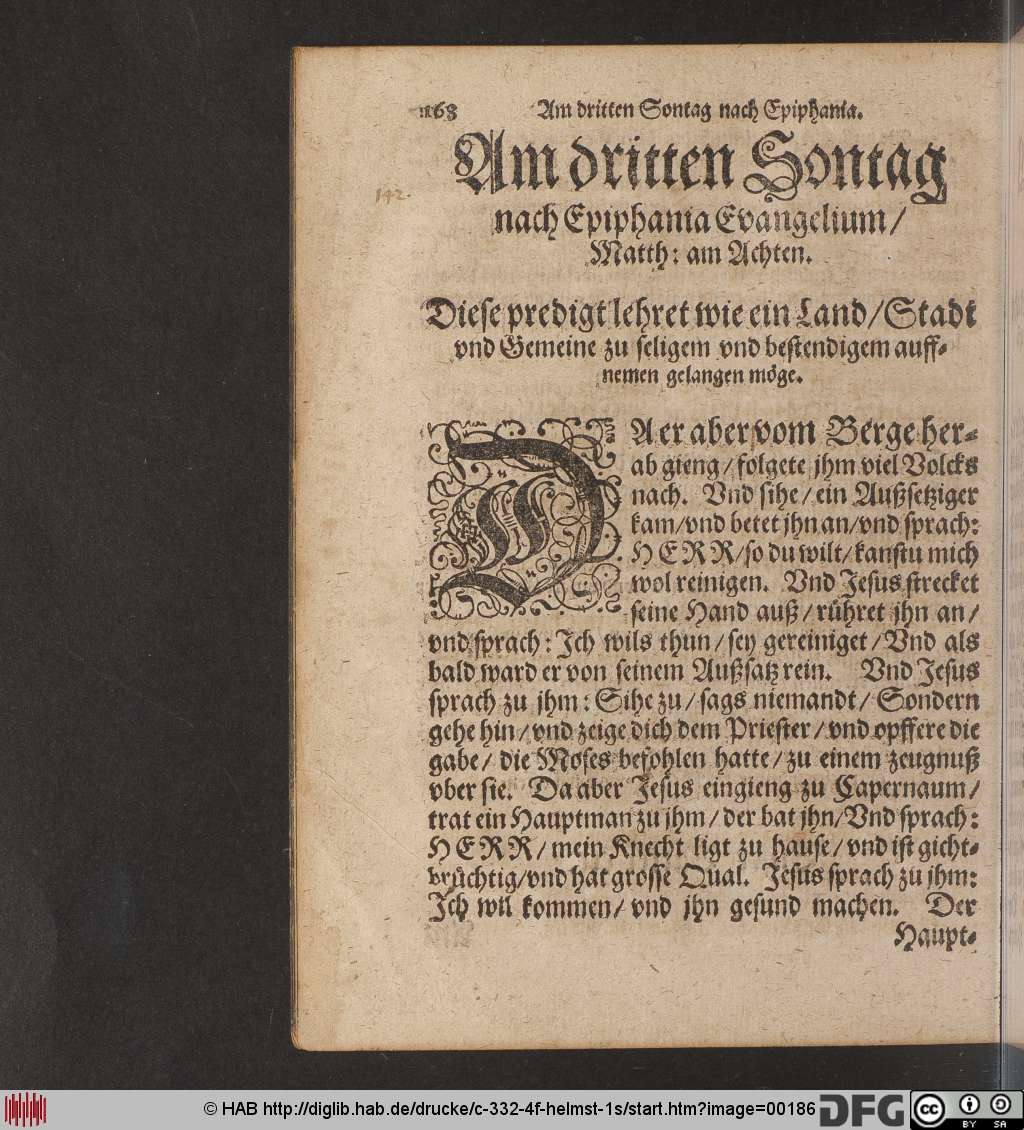 168 Am dritten Sontag nach Epiphania.
Am dritten Sontag
142.
nach Epiphania Evangelium/
Matth: am Achten.
Diese predigt lehret wie ein Land/Stadt
vnd Gemeine zu seligem vnd bestendigem auff-
nemen gelangen möge.
DA er aber vom Berge her-
ab gieng/folgete jhm viel Volcks
nach. Vnd sihe/ein Außsetziger
kam/vnd betet jhn an/vnd sprach:
HERR/so du wilt/kanstu mich
wol reinigen. Vnd Jesus strecket
seine Hand auß/rühret jhn an/
vnd sprach: Ich wils thun/sey gereiniget/Vnd als
bald ward er von seinem Außsatz rein. Vnd Jesus
sprach zu jhm: Sihe zu/sags niemandt/Sondern
gehe hin/vnd zeige dich dem Priester/vnd opffere die
gabe/die Moses befohlen hatte/zu einem zeugnuß
vber sie. Da aber Jesus eingieng zu Capernaum/
trat ein Hauptman zu jhm/der bat jhn/Vnd sprach:
HERR/mein Knecht ligt zu hause/vnd ist gicht-
brüchtig/vnd hat grosse Qual. Jesus sprach zu jhm:
Ich wil kommen/vnd jhn gesund machen. Der
Haupt-
© HAB http://diglib.hab.de/drucke/c-332-4f-helmst-1s/start.htm?image=00186 DFG cc BY SA